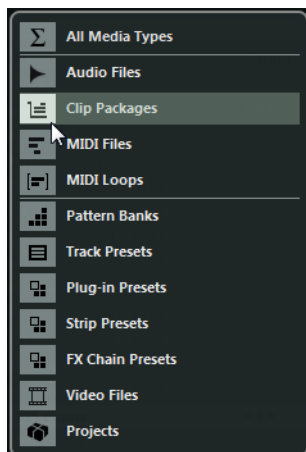 All Media Types
Audio Files
Clip Packages
MIDI Files
MIDI Loops
Pattern Banks
Track Presets
Plug-in Presets
Strip Presets
FX Chain Presets
Video Files
Projects